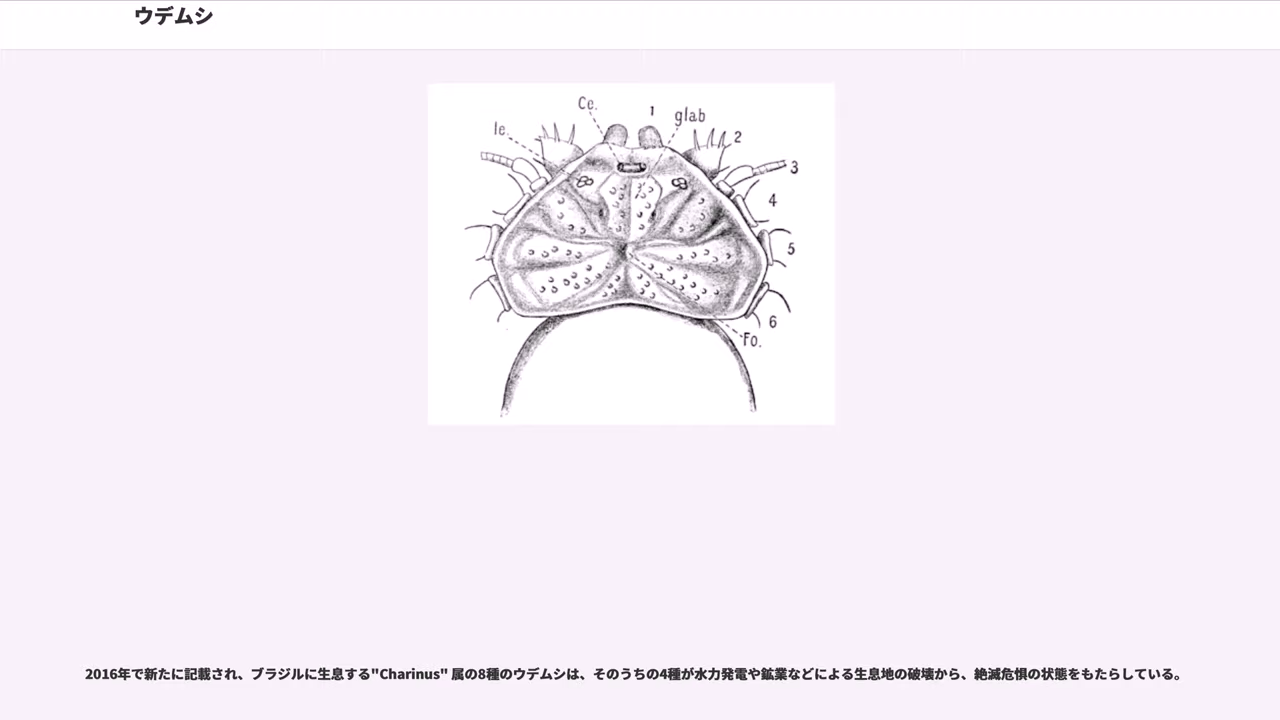 ウデムシ
Ce.
1
glab
le.
2
3
4
5
6
Fo.
2016年で新たに記載され、ブラジルに生息する"Charinus" 属の8種のウデムシは、そのうちの4種が水力発電や鉱業などによる生息地の破壊から、絶滅危惧の状態をもたらしている。